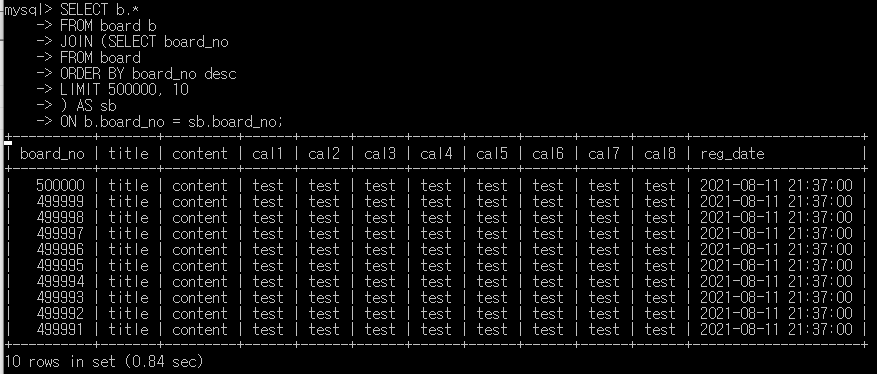 mysql> SELECT b.*
-> FROM board b
-> JOIN (SELECT board_no
-> FROM board
-> ORDER BY board_no desc
-> LIMIT 500000, 10
-> ) AS sb
-> ON b.board_no = sb.board_no;
| board_no | title | content | cal1 | cal2 | cal3 | cal4 | cal5 | cal6 | cal7 | cal8 | reg_date |
| 500000 | title | content | test | test | test | test | test | test | test | test | 2021-08-11 21:37:00 |
| 499999 | title | content | test | test | test | test | test | test | test | test | 2021-08-11 21:37:00 |
| 499998 | title | content | test | test | test | test | test | test | test | test | 2021-08-11 21:37:00 |
| 499997 | title | content | test | test | test | test | test | test | test | test | 2021-08-11 21:37:00 |
| 499996 | title | content | test | test | test | test | test | test | test | test | 2021-08-11 21:37:00 |
| 499995 | title | content | test | test | test | test | test | test | test | test | 2021-08-11 21:37:00 |
| 499994 | title | content | test | test | test | test | test | test | test | test | 2021-08-11 21:37:00 |
| 499993 | title | content | test | test | test | test | test | test | test | test | 2021-08-11 21:37:00 |
| 499992 | title | content | test | test | test | test | test | test | test | test | 2021-08-11 21:37:00 |
| 499991 | title | content | test | test | test | test | test | test | test | test | 2021-08-11 21:37:00 |
10 rows in set (0.84 sec)